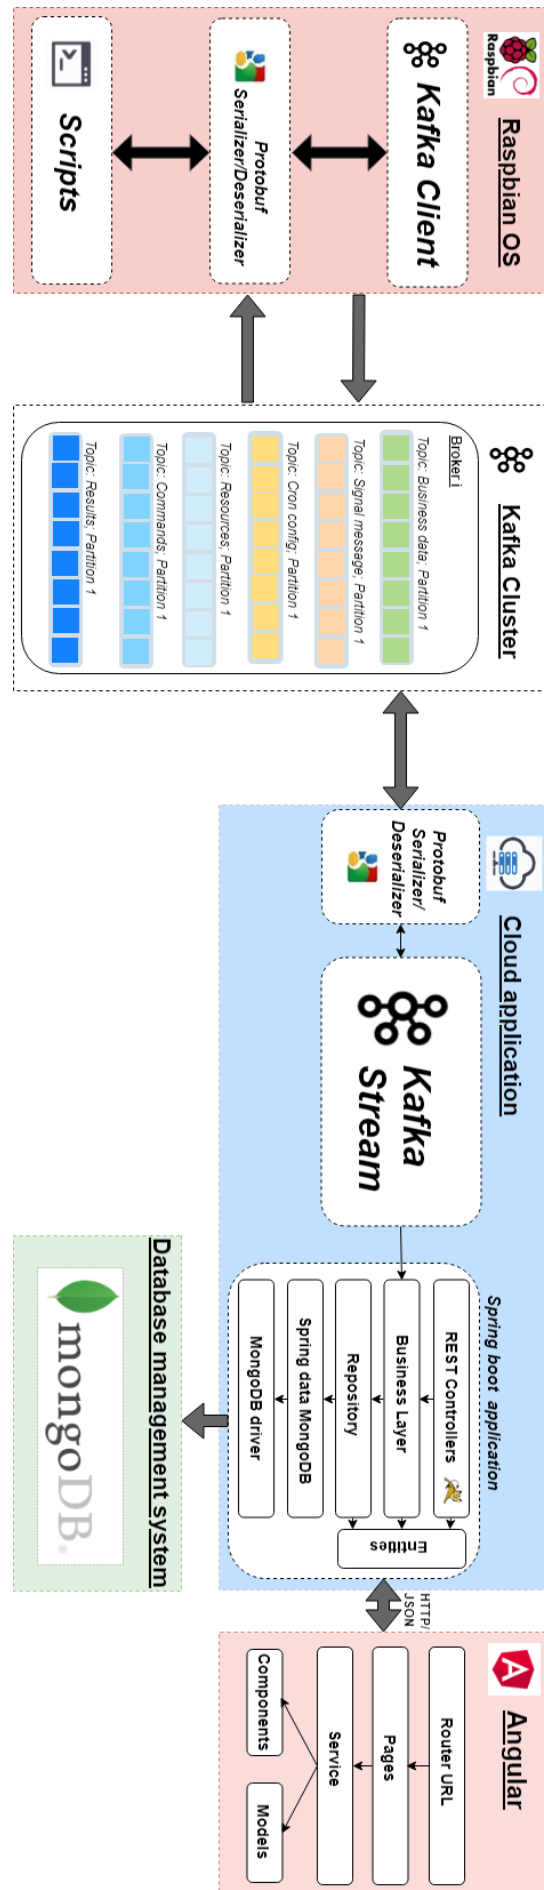 Raspbian
Raspbian OS
Kafka Client
Protobuf
Serializer/Deserializer
Scripts
Kafka Cluster
Broker i
Topic: Business data; Partition 1
Topic: Signal message; Partition 1
Topic: Cron config; Partition 1
Topic: Resources; Partition 1
Topic: Commands; Partition 1
Topic: Results; Partition 1
Cloud application
Protobuf
Serializer/
Deserializer
Kafka
Stream
Spring boot application
REST Controllers
Business Layer
Repository
Spring data MongoDB
MongoDB driver
Entities
Database management system
mongoDB®
HTTP/
JSON
Angular
Router URL
Pages
Service
Components
Models